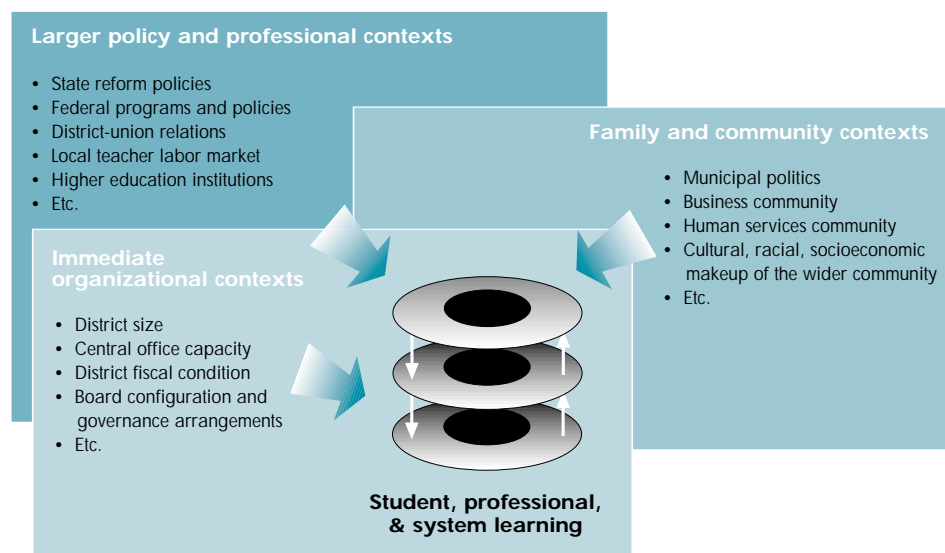 Larger policy and professional contexts
• State reform policies
• Federal programs and policies
• District-union relations
• Local teacher labor market
• Higher education institutions
• Etc.
Family and community contexts
• Municipal politics
• Business community
• Human services community
• Cultural, racial, socioeconomic
makeup of the wider community
• Etc.
Immediate
organizational contexts
• District size
• Central office capacity
• District fiscal condition
• Board configuration and
governance arrangements
• Etc.
Student, professional,
& system learning